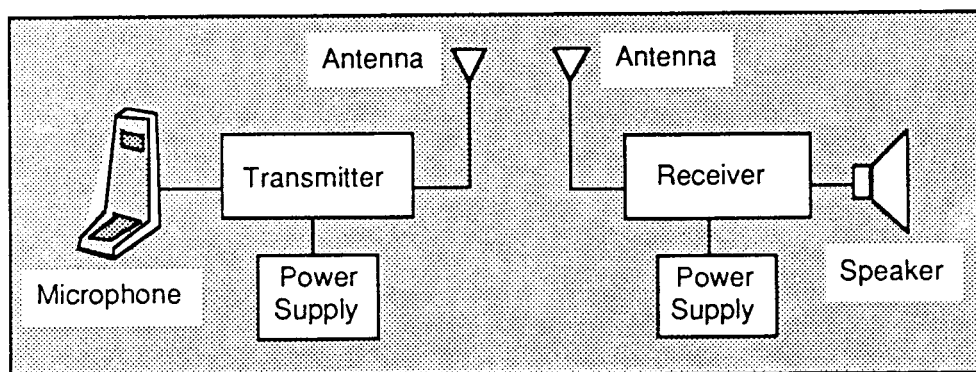 Antenna
Antenna
Transmitter
Receiver
Microphone
Power
Supply
Power
Supply
Speaker